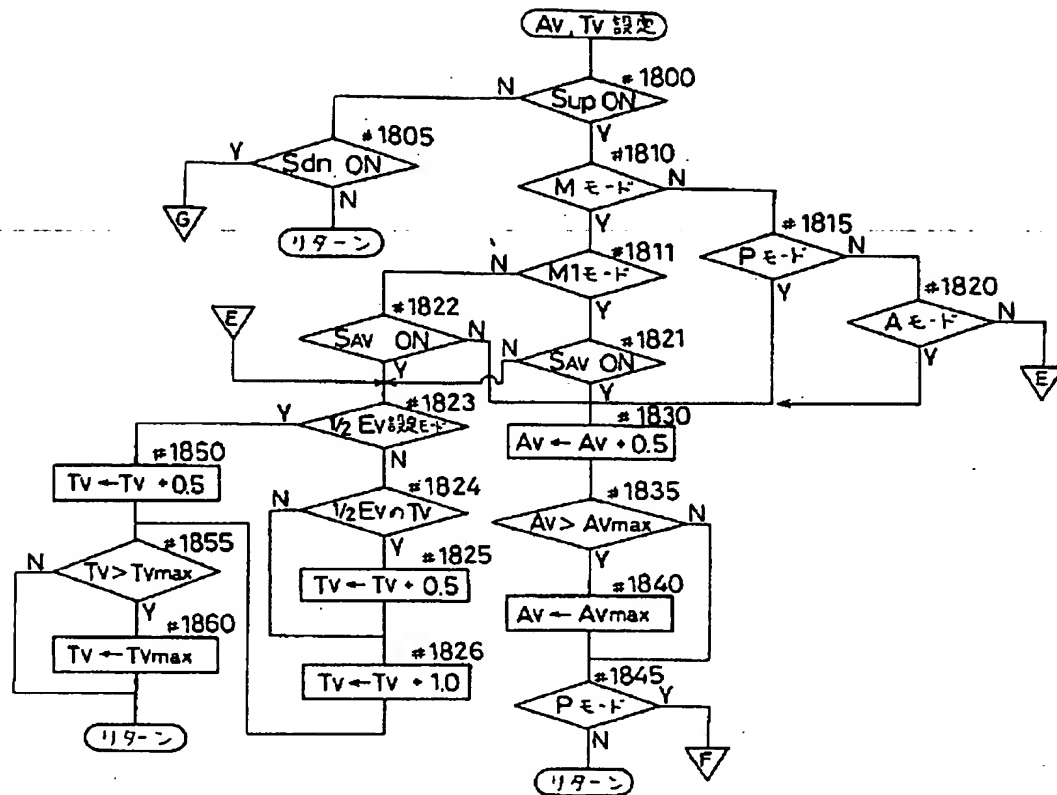 Av, Tv 設定
#1800
Sup ON
N
Y
#1805
Sdn ON
Y
N
G
リターン
#1810
Mモード
N
Y
#1815
Pモード
N
Y
#1811
M1モード
N
Y
#1820
Aモード
N
Y
E
E
#1822
SAV ON
N
Y
#1821
SAV ON
N
Y
#1823
1/2 Ev設定モード
Y
N
#1830
Av ← Av + 0.5
#1850
Tv ← Tv + 0.5
#1824
1/2EvのTv
N
Y
#1835
Av > Avmax
N
Y
#1855
Tv > Tvmax
N
Y
#1825
Tv ← Tv + 0.5
#1840
Av ← Avmax
#1860
Tv ← Tvmax
#1826
Tv ← Tv + 1.0
#1845
Pモード
Y
N
リターン
F
リターン